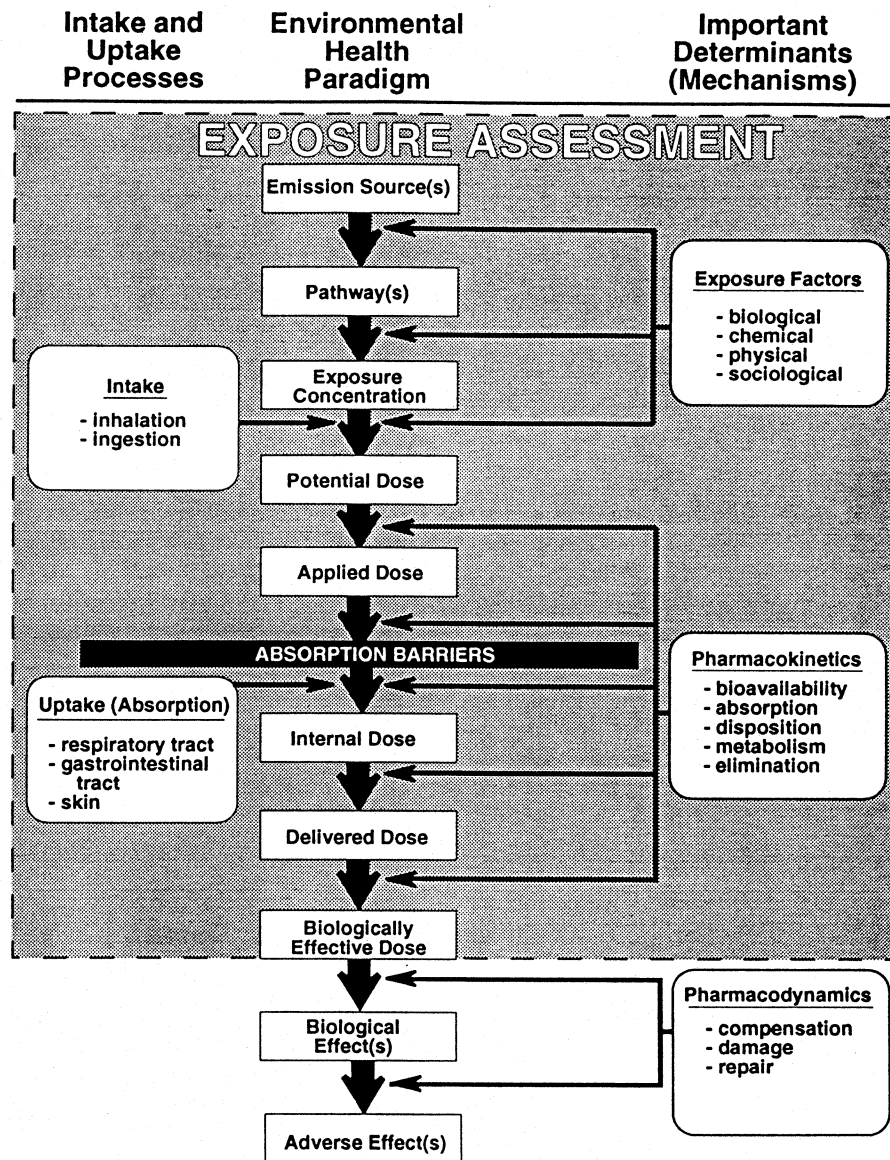 Intake and
Uptake
Processes
Environmental
Health
Paradigm
Important
Determinants
(Mechanisms)
EXPOSURE ASSESSMENT
Emission Source(s)
Pathway(s)
Exposure Factors
- biological
- chemical
- physical
- sociological
Exposure
Concentration
Intake
- inhalation
- ingestion
Potential Dose
Applied Dose
ABSORPTION BARRIERS
Pharmacokinetics
- bioavailability
- absorption
- disposition
- metabolism
- elimination
Uptake (Absorption)
- respiratory tract
- gastrointestinal
tract
- skin
Internal Dose
Delivered Dose
Biologically
Effective Dose
Pharmacodynamics
- compensation
- damage
- repair
Biological
Effect(s)
Adverse Effect(s)